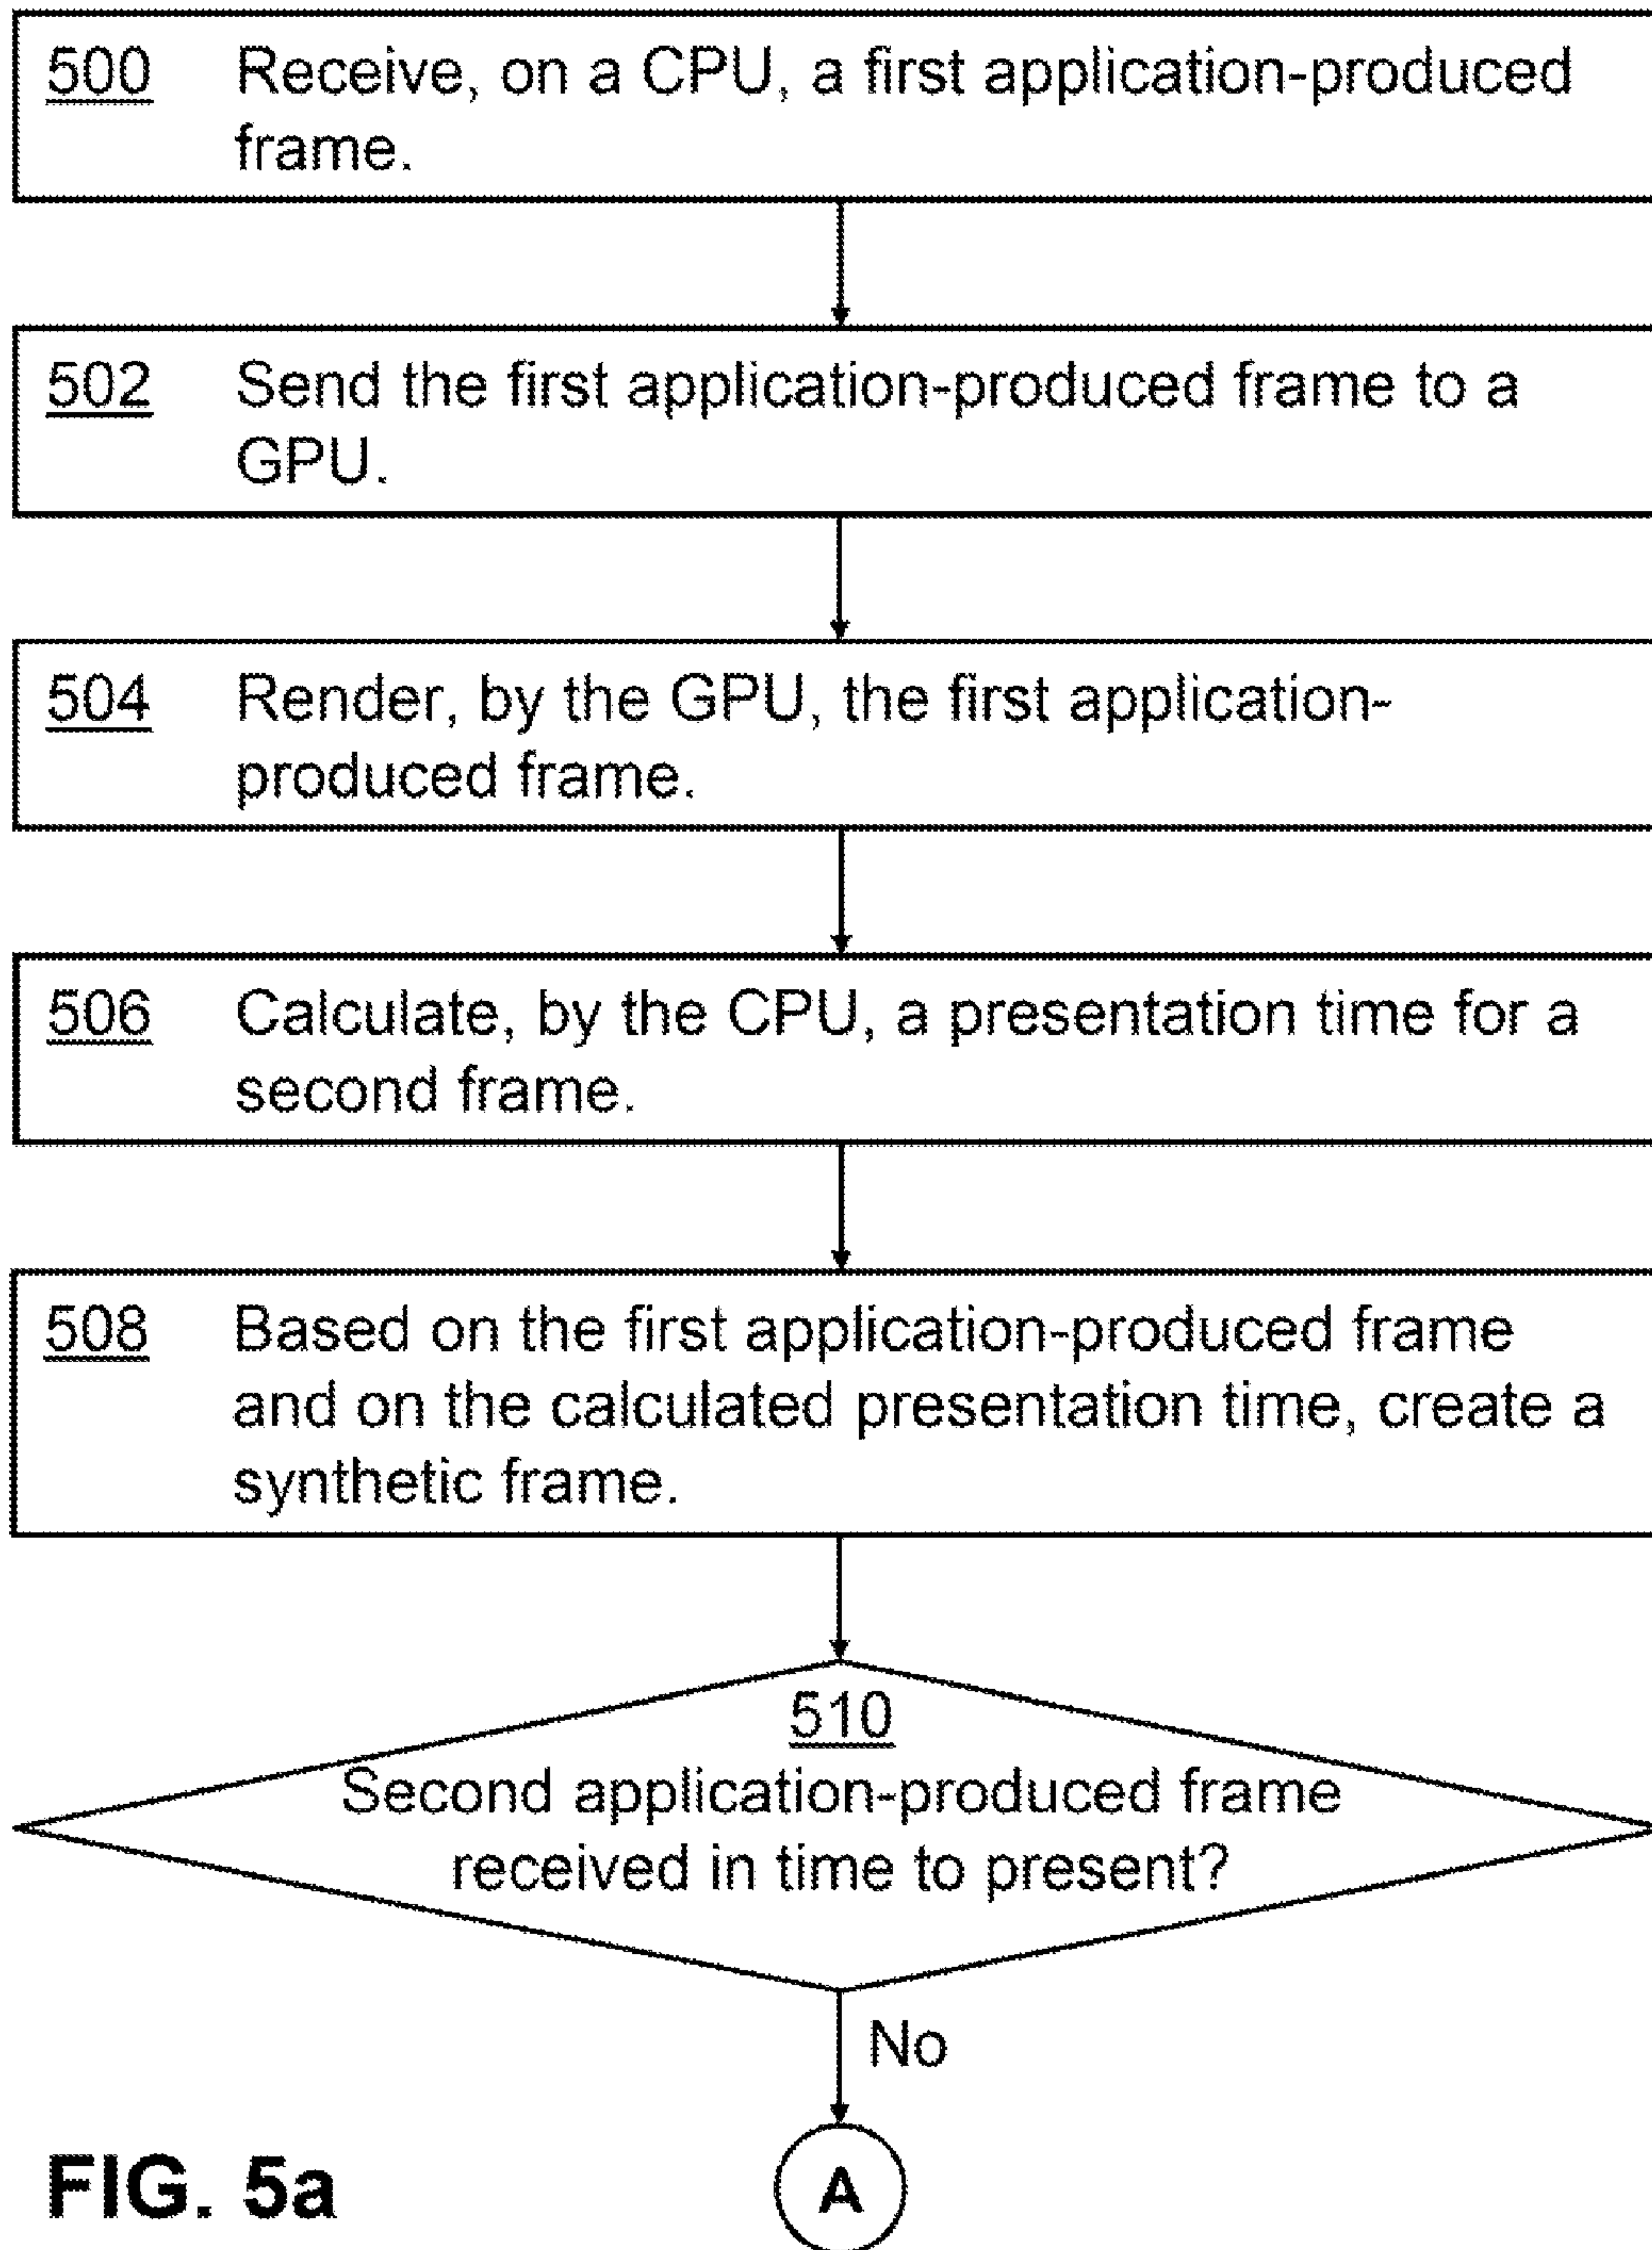 500 Receive, on a CPU, a first application-produced
frame.
502 Send the first application-produced frame to a
GPU.
504 Render, by the GPU, the first application-
produced frame.
506 Calculate, by the CPU, a presentation time for a
second frame.
508 Based on the first application-produced frame
and on the calculated presentation time, create a
synthetic frame.
510
Second application-produced frame
received in time to present?
No
A
FIG. 5a